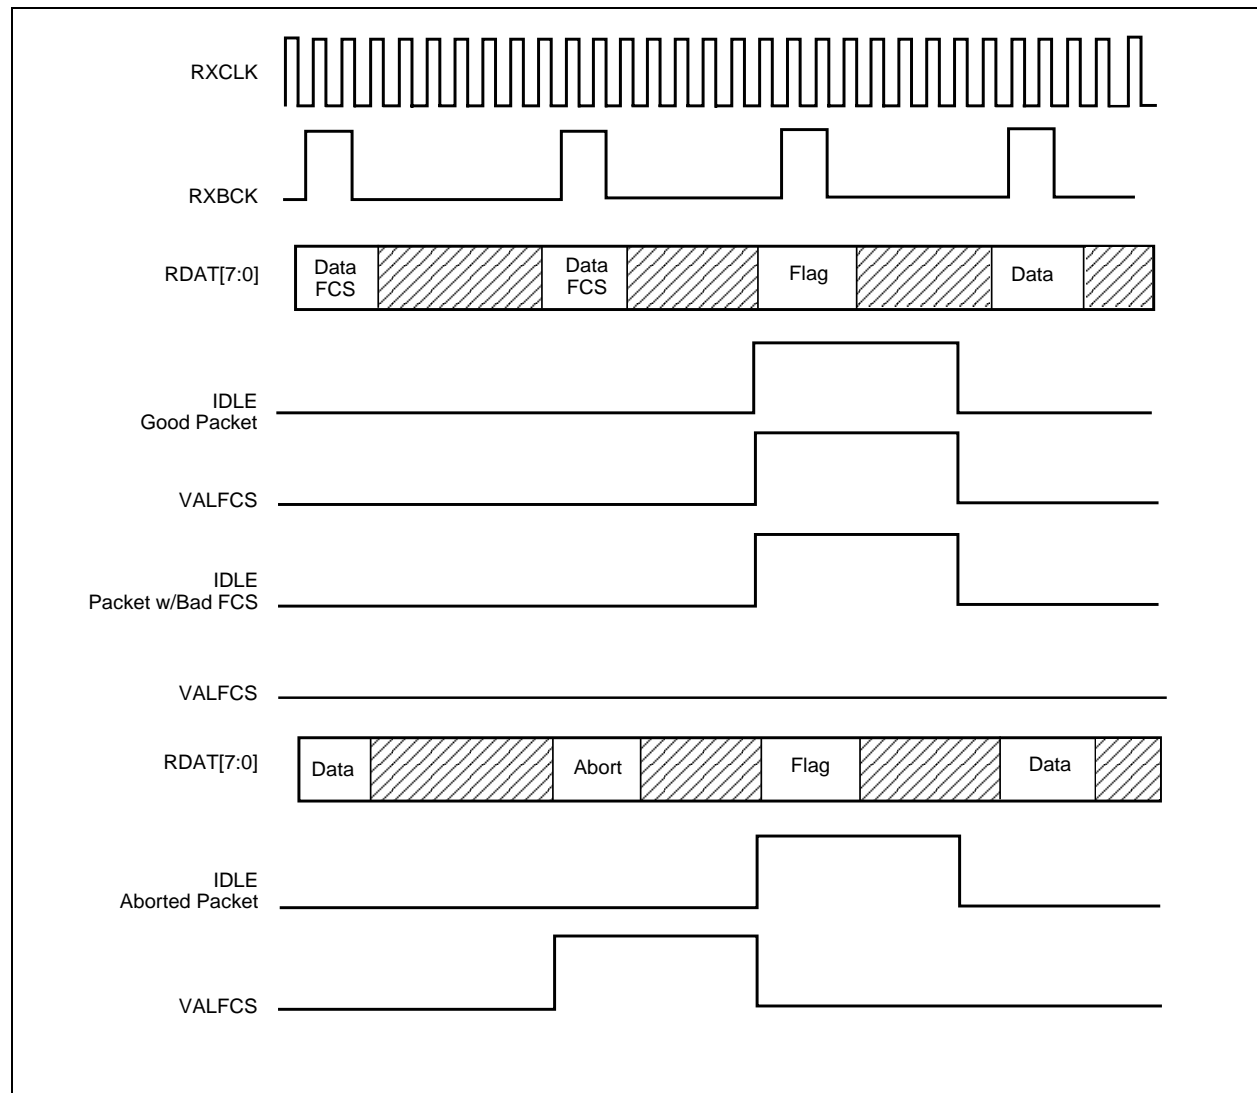 RXCLK
RXBCK
RDAT[7:0]
Data
FCS
Data
FCS
Flag
Data
IDLE
Good Packet
VALFCS
IDLE
Packet w/Bad FCS
VALFCS
RDAT[7:0]
Data
Abort
Flag
Data
IDLE
Aborted Packet
VALFCS